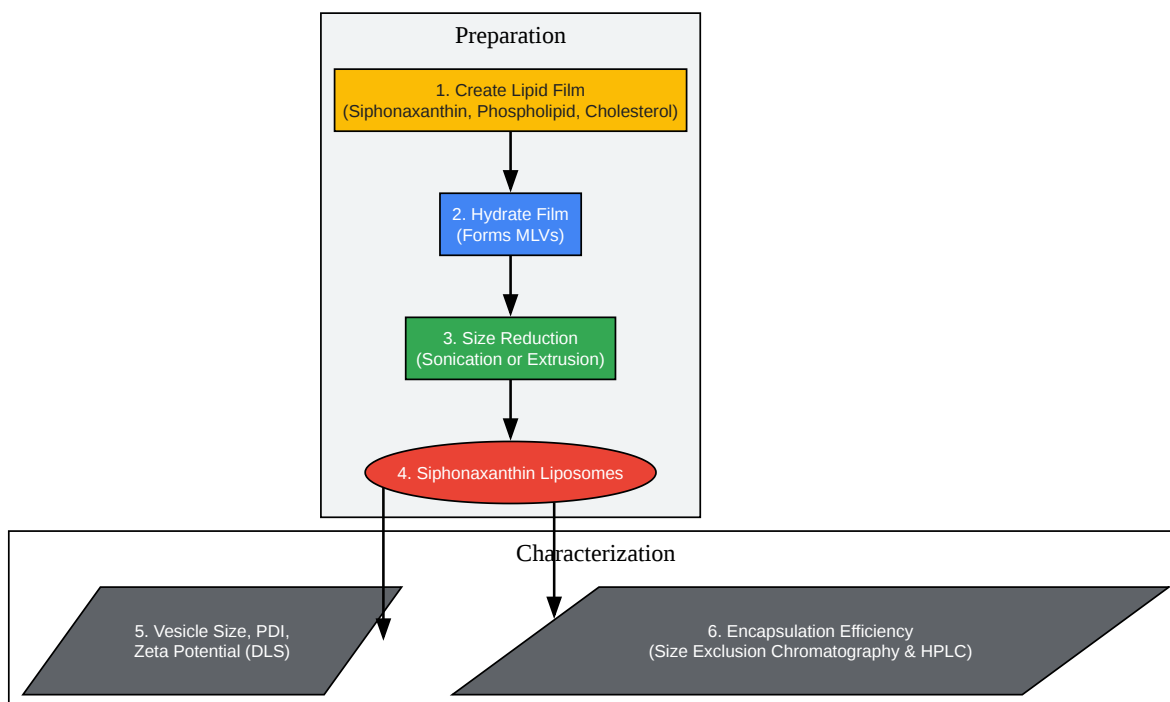 Preparation
1. Create Lipid Film
(Siphonaxanthin, Phospholipid, Cholesterol)
2. Hydrate Film
(Forms MLVs)
3. Size Reduction
(Sonication or Extrusion)
4. Siphonaxanthin Liposomes
Characterization
5. Vesicle Size, PDI,
Zeta Potential (DLS)
6. Encapsulation Efficiency
(Size Exclusion Chromatography & HPLC)